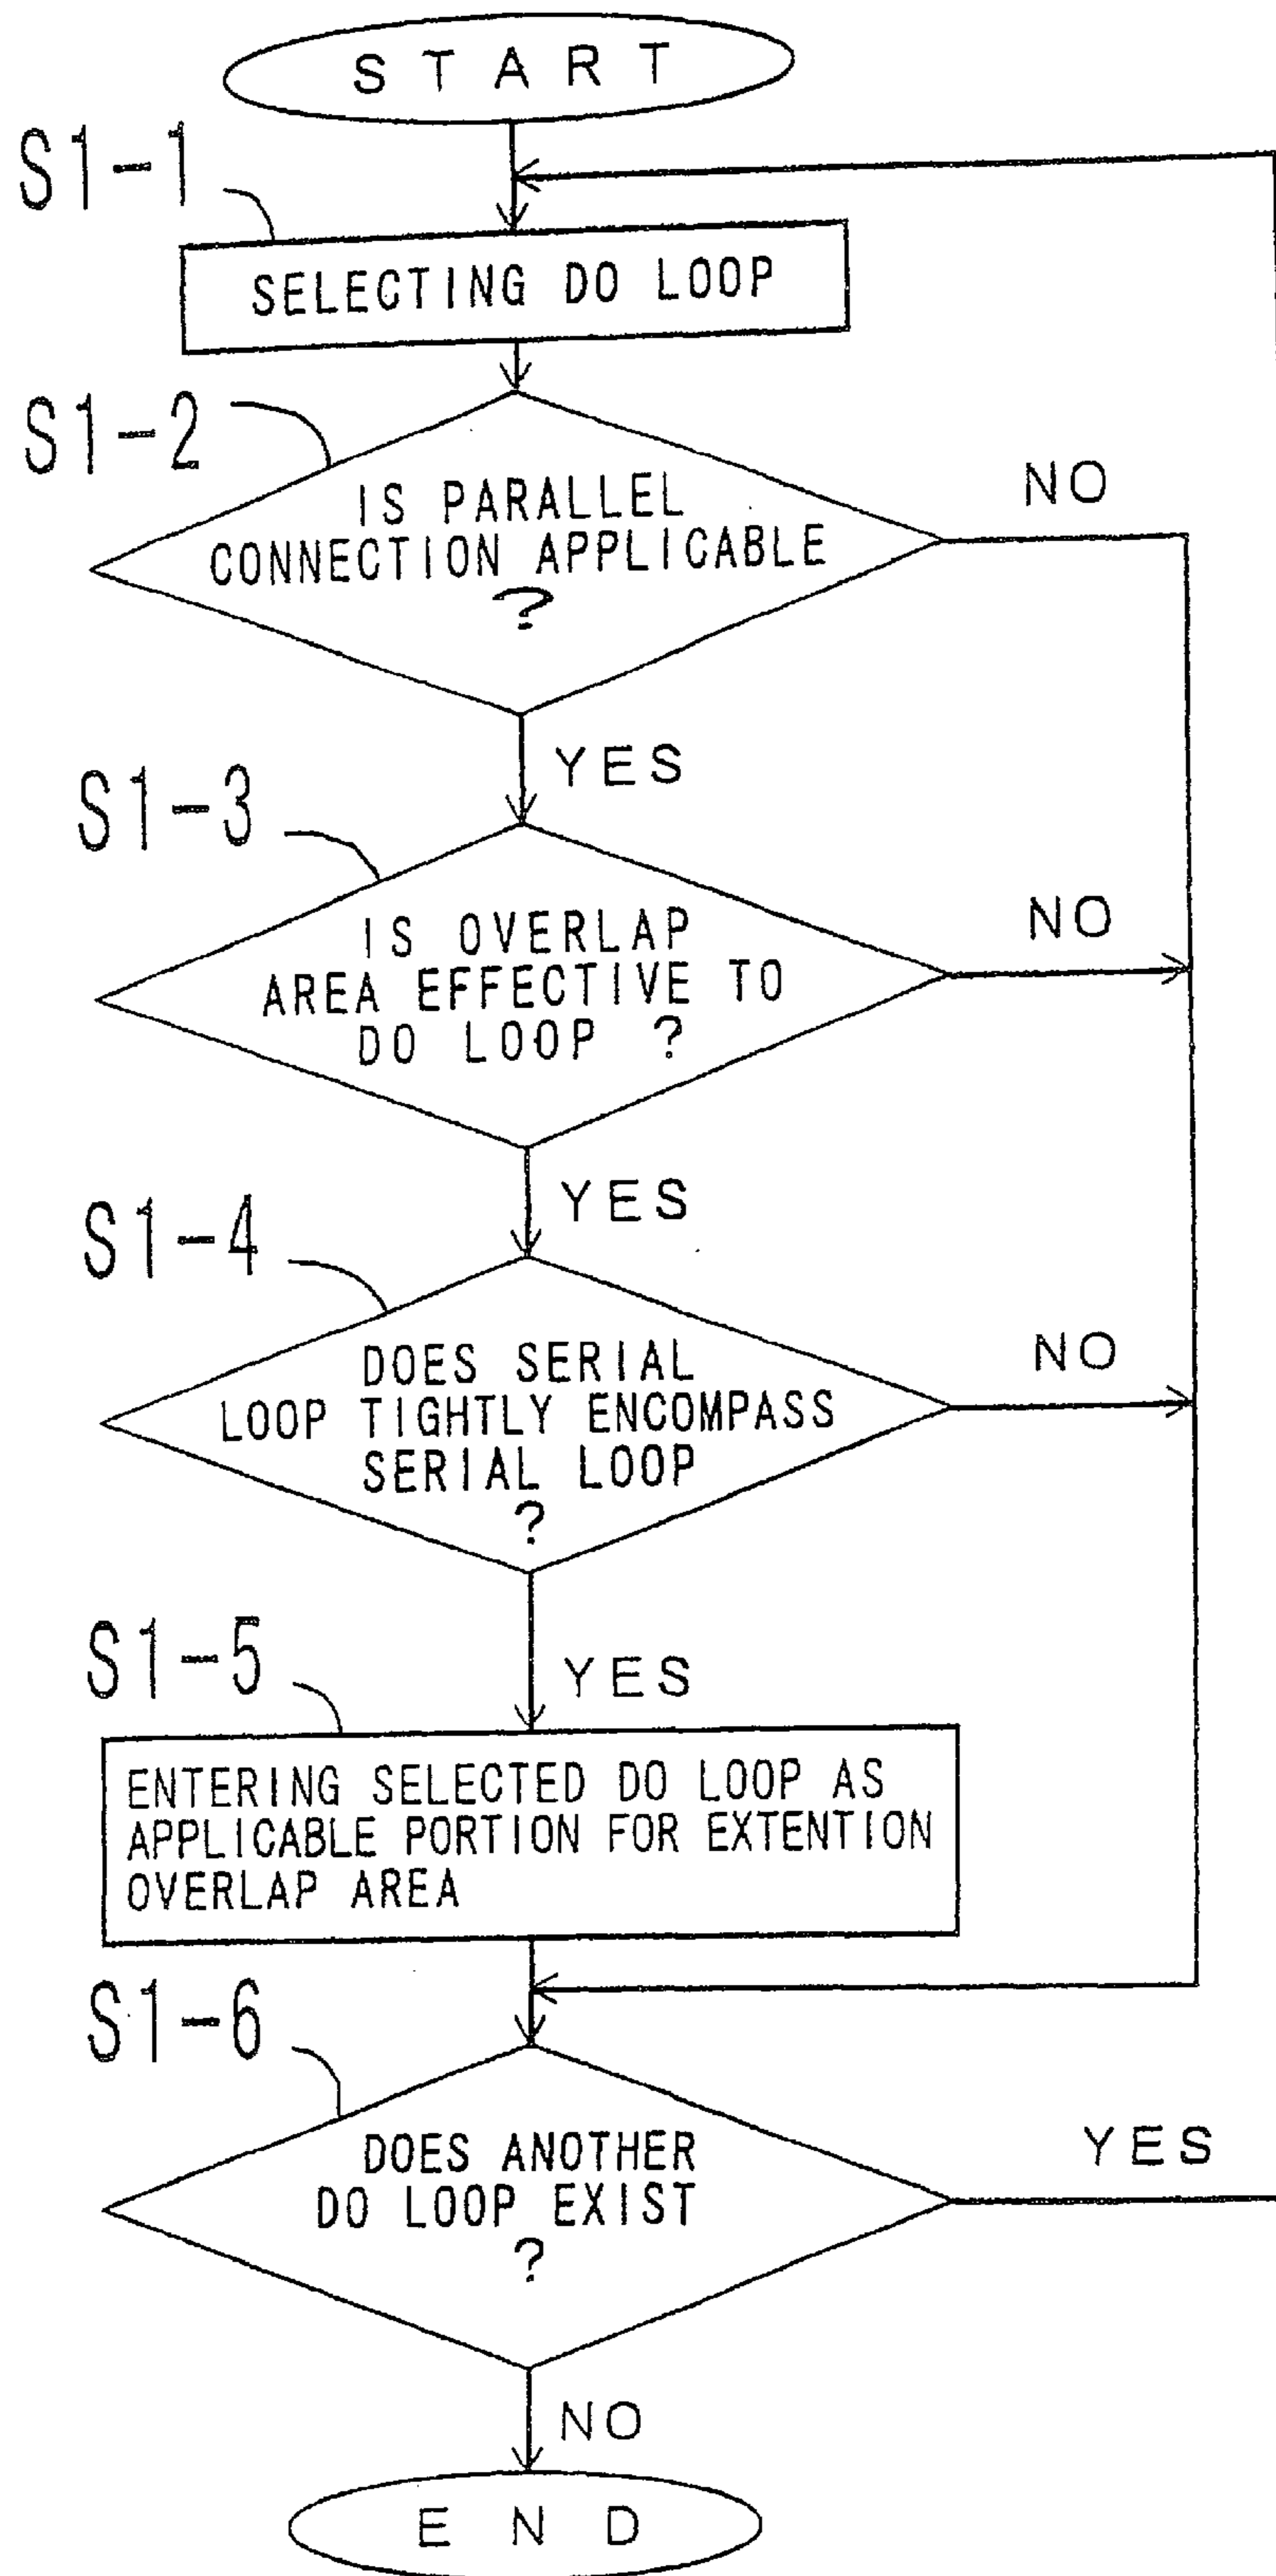 START
S1-1
SELECTING DO LOOP
S1-2
IS PARALLEL
CONNECTION APPLICABLE
?
NO
YES
S1-3
IS OVERLAP
AREA EFFECTIVE TO
DO LOOP ?
NO
YES
S1-4
DOES SERIAL
LOOP TIGHTLY ENCOMPASS
SERIAL LOOP
?
NO
YES
S1-5
ENTERING SELECTED DO LOOP AS
APPLICABLE PORTION FOR EXTENTION
OVERLAP AREA
S1-6
DOES ANOTHER
DO LOOP EXIST
?
YES
NO
END